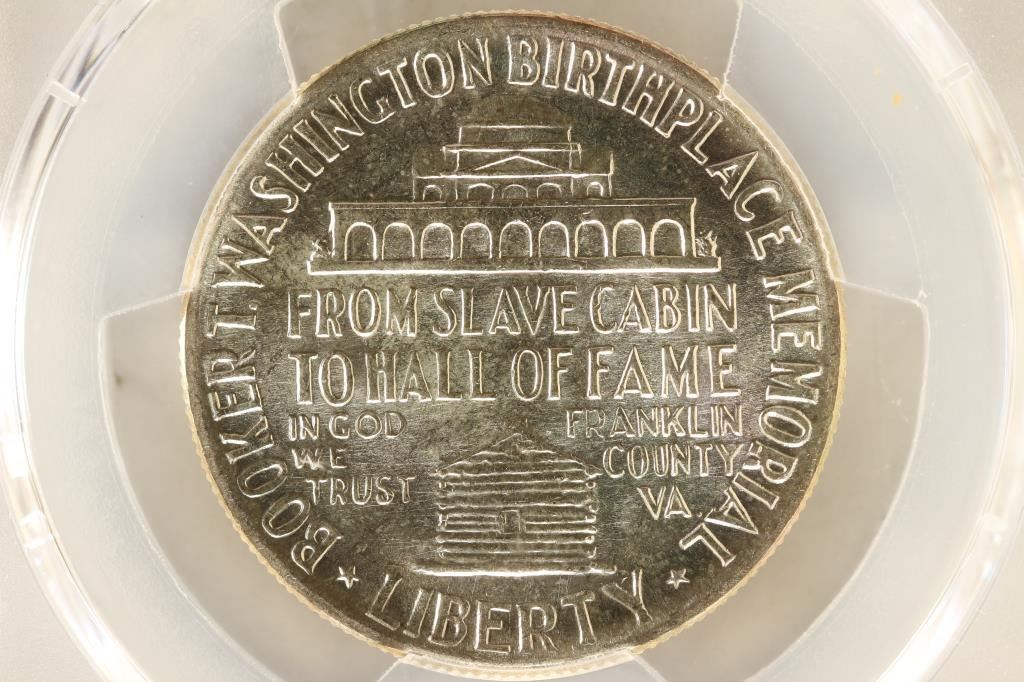 BOOKER T. WASHINGTON BIRTHPLACE MEMORIAL
FROM SLAVE CABIN
TO HALL OF FAME
IN GOD
WE
TRUST
FRANKLIN
COUNTY
VA.
LIBERTY